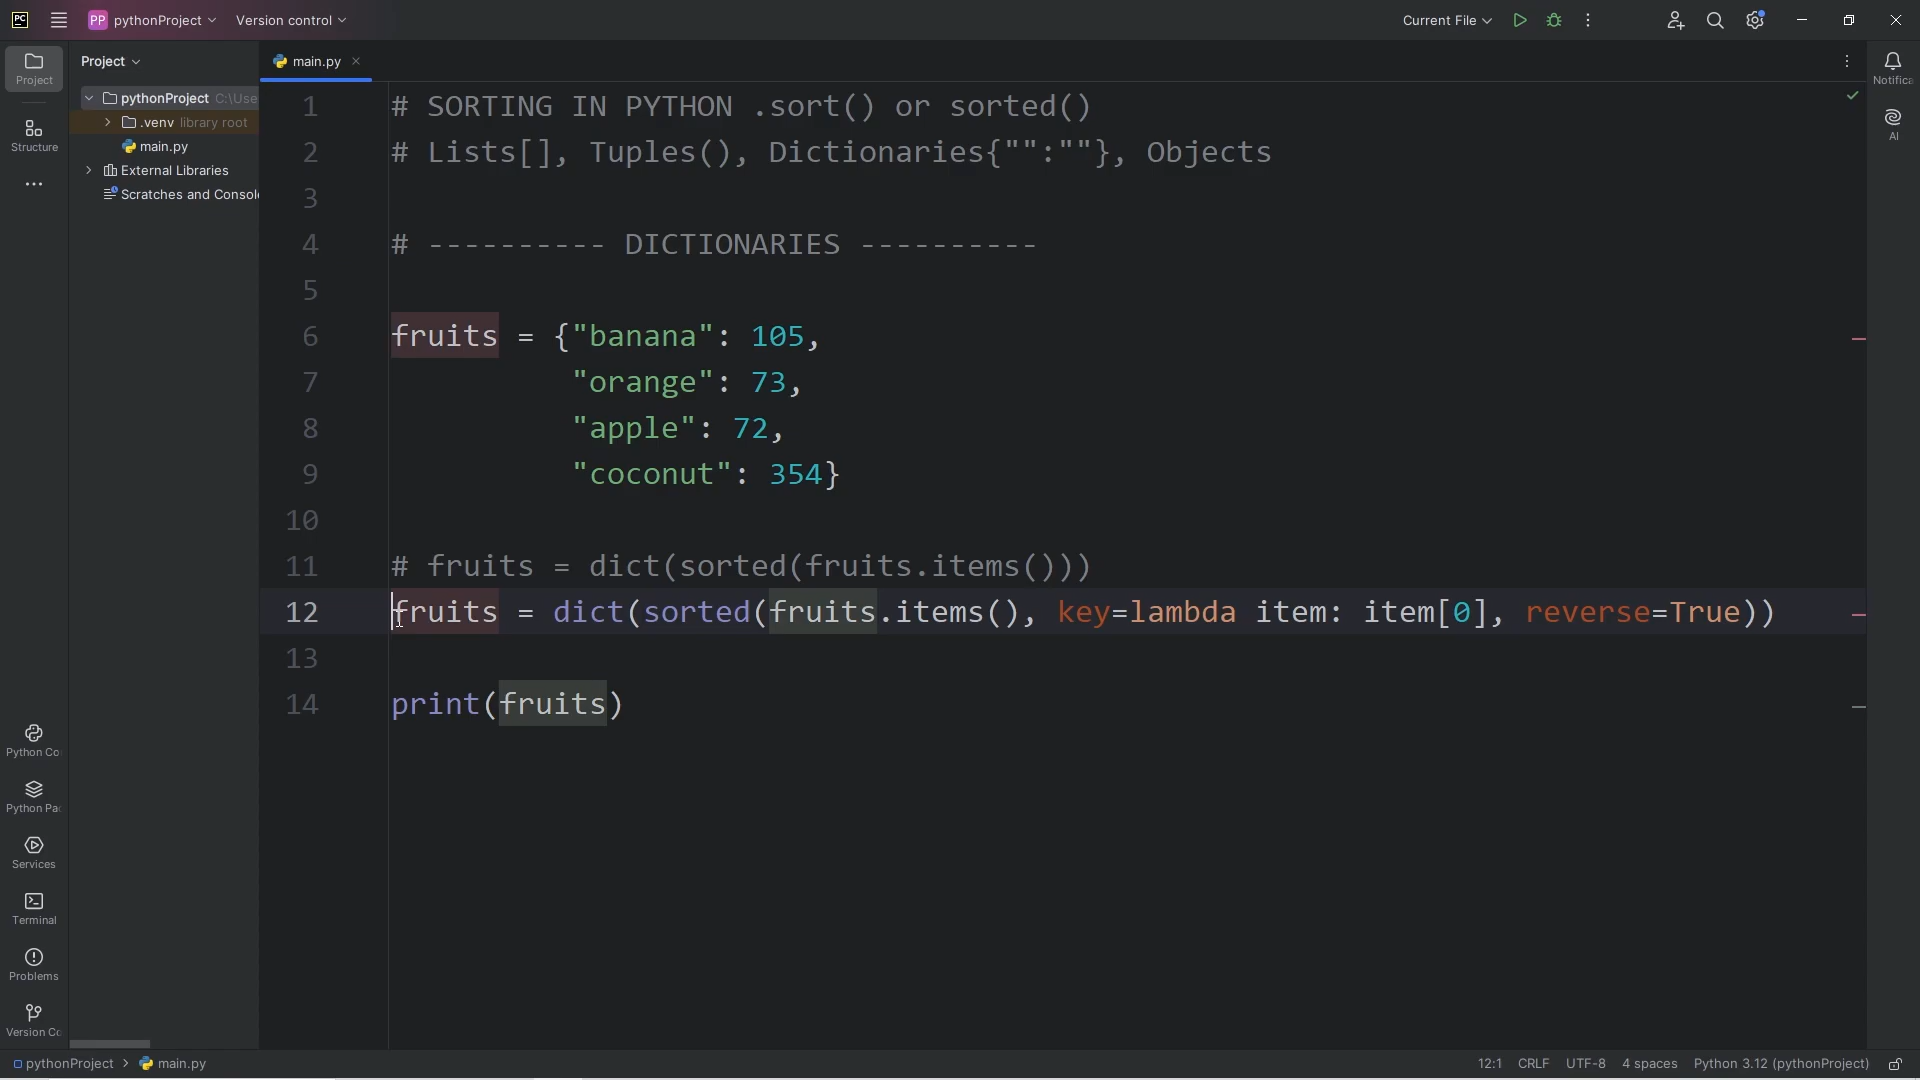 PC
PP pythonProject
Version control
Current File
Project
Structure
Project
pythonProject C:\Use
.venv library root
main.py
External Libraries
Scratches and Consol
main.py
Notifica
AI
1 # SORTING IN PYTHON .sort() or sorted()
2 # Lists[], Tuples(), Dictionaries{"":""}, Objects
3
4 # ---------- DICTIONARIES ----------
5
6 fruits = {"banana": 105,
7 "orange": 73,
8 "apple": 72,
9 "coconut": 354}
10
11 # fruits = dict(sorted(fruits.items()))
12 fruits = dict(sorted(fruits.items(), key=lambda item: item[0], reverse=True))
13
14 print(fruits)
Python Co
Python Pa
Services
Terminal
Problems
Version Co
pythonProject > main.py
12:1 CRLF UTF-8 4 spaces Python 3.12 (pythonProject)